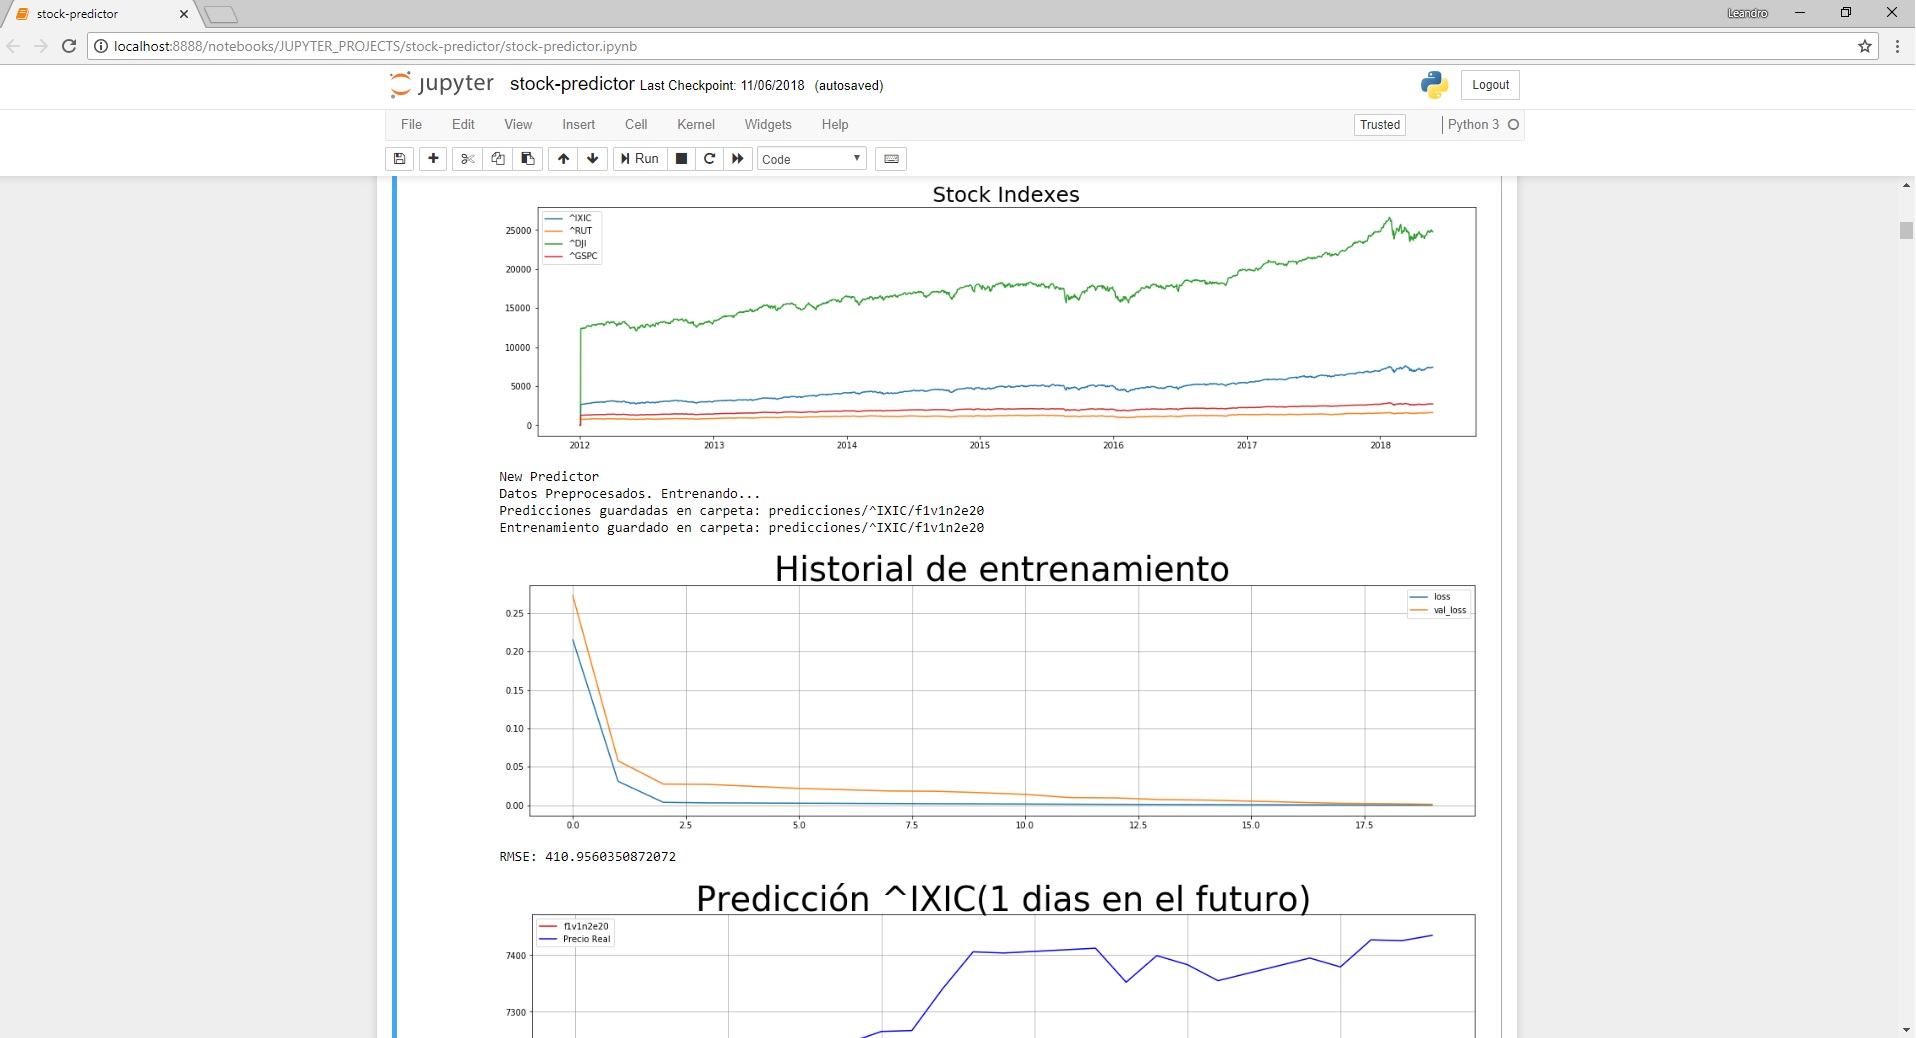 stock-predictor
Leandro
localhost:8888/notebooks/JUPYTER_PROJECTS/stock-predictor/stock-predictor.ipynb
jupyter stock-predictor Last Checkpoint: 11/06/2018 (autosaved)
Logout
File Edit View Insert Cell Kernel Widgets Help
Trusted
Python 3
Run
Code
Stock Indexes
^IXIC
^RUT
^DJI
^GSPC
25000
20000
15000
10000
5000
0
2012 2013 2014 2015 2016 2017 2018
New Predictor
Datos Preprocesados. Entrenando...
Predicciones guardadas en carpeta: predicciones/^IXIC/f1v1n2e20
Entrenamiento guardado en carpeta: predicciones/^IXIC/f1v1n2e20
Historial de entrenamiento
loss
val_loss
0.25
0.20
0.15
0.10
0.05
0.00
0.0 2.5 5.0 7.5 10.0 12.5 15.0 17.5
RMSE: 410.9560350872072
Predicción ^IXIC(1 dias en el futuro)
f1v1n2e20
Precio Real
7400
7300